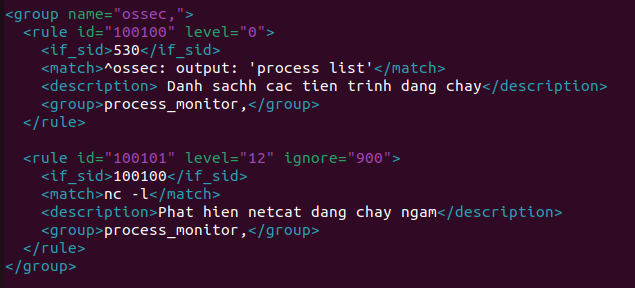 <group name="ossec,">
  <rule id="100100" level="0">
    <if_sid>530</if_sid>
    <match>^ossec: output: 'process list'</match>
    <description> Danh sachh cac tien trinh dang chay</description>
    <group>process_monitor,</group>
  </rule>

  <rule id="100101" level="12" ignore="900">
    <if_sid>100100</if_sid>
    <match>nc -l</match>
    <description>Phat hien netcat dang chay ngam</description>
    <group>process_monitor,</group>
  </rule>
</group>